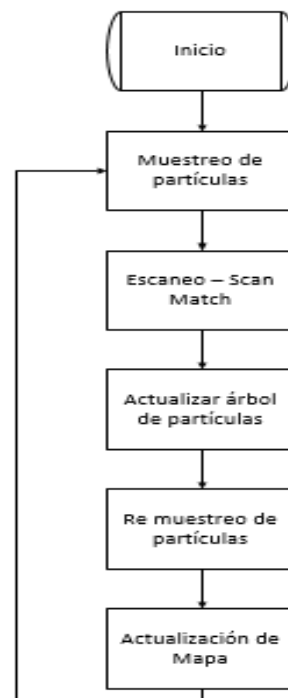 Inicio
Muestreo de
partículas
Escaneo – Scan
Match
Actualizar árbol
de partículas
Re muestreo de
partículas
Actualización de
Mapa